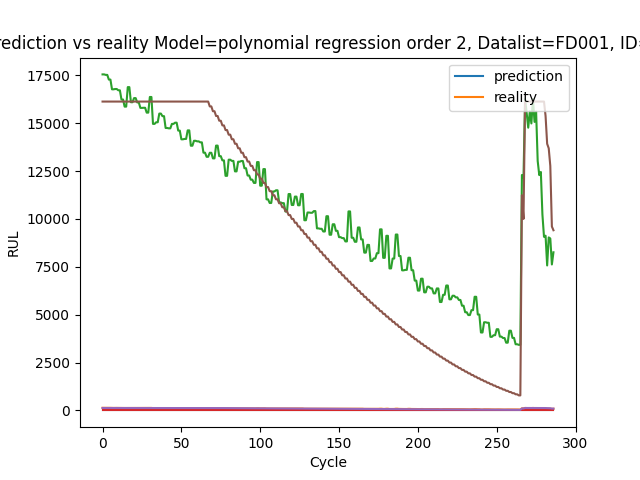 rediction vs reality Model=polynomial regression order 2, Datalist=FD001, ID=
prediction
reality
17500
15000
12500
10000
7500
5000
2500
0
RUL
0 50 100 150 200 250 300
Cycle